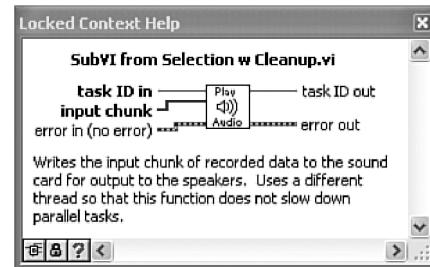 Locked Context Help
SubVI from Selection w Cleanup.vi
task ID in
Play
task ID out
input chunk
error in (no error)
Audio
error out
Writes the input chunk of recorded data to the sound
card for output to the speakers. Uses a different
thread so that this function does not slow down
parallel tasks.
?